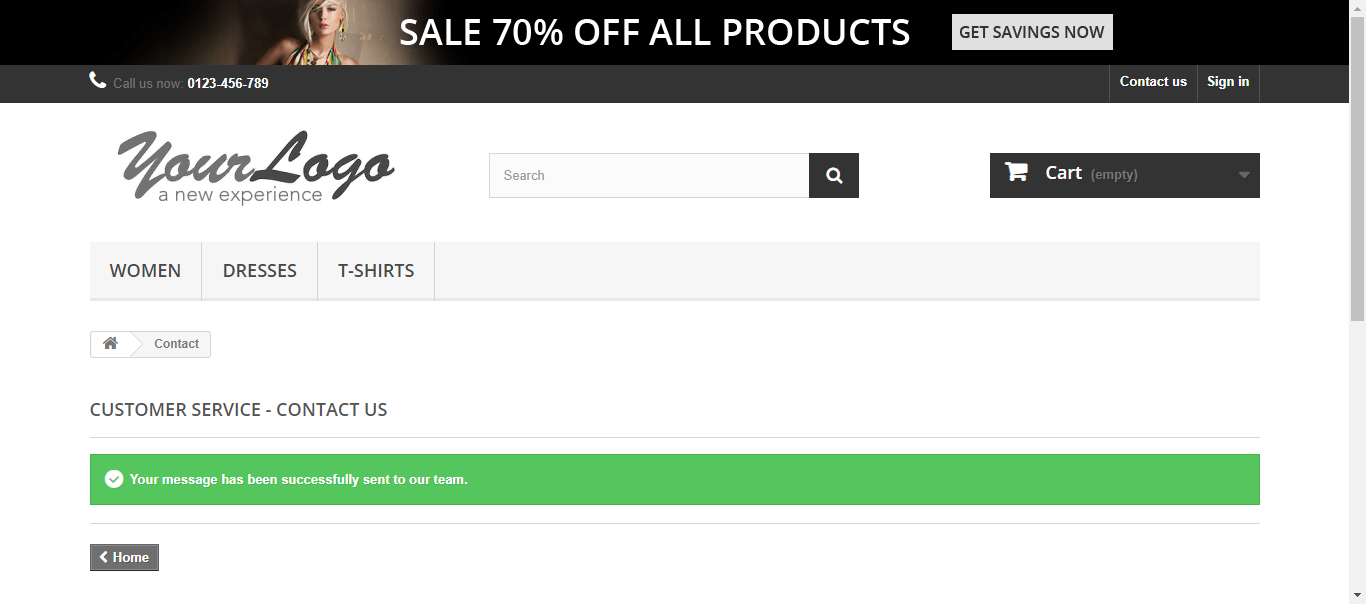 SALE 70% OFF ALL PRODUCTS GET SAVINGS NOW
Call us now: 0123-456-789 Contact us Sign in
YourLogo
a new experience
Search
Cart (empty)
WOMEN DRESSES T-SHIRTS
Contact
CUSTOMER SERVICE - CONTACT US
Your message has been successfully sent to our team.
Home